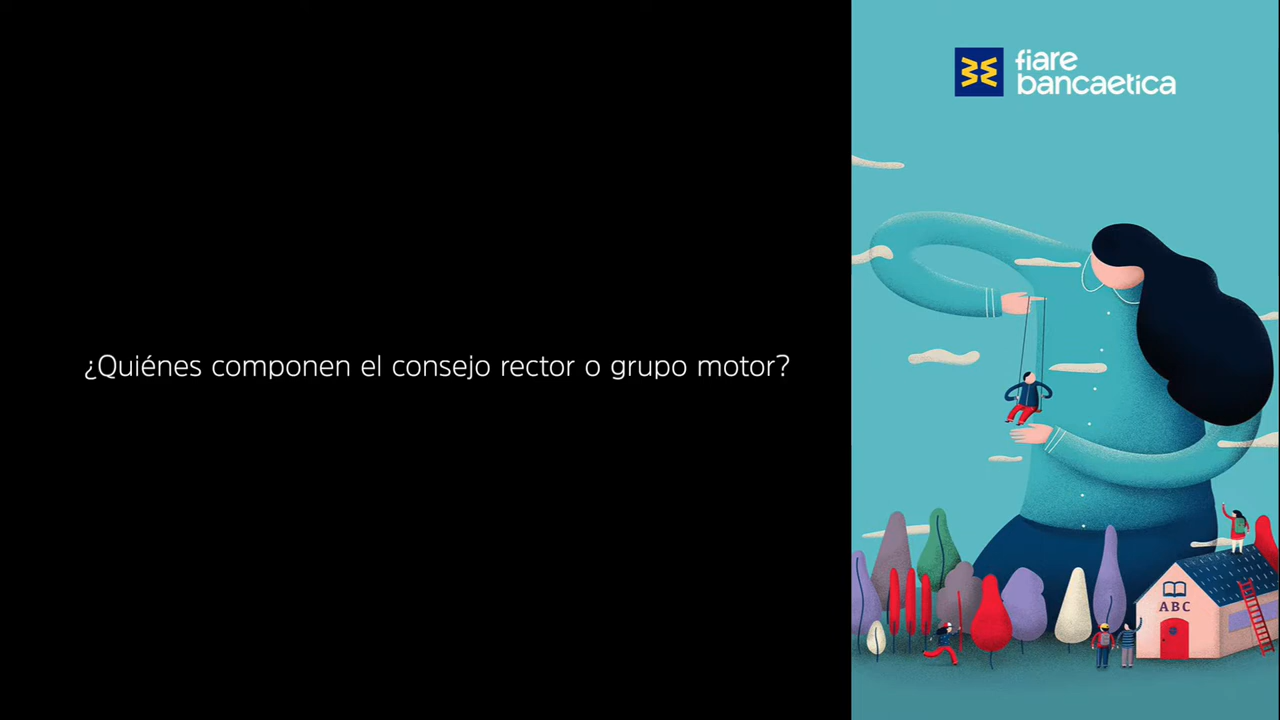 fiare
bancaetica
¿Quiénes componen el consejo rector o grupo motor?
ABC